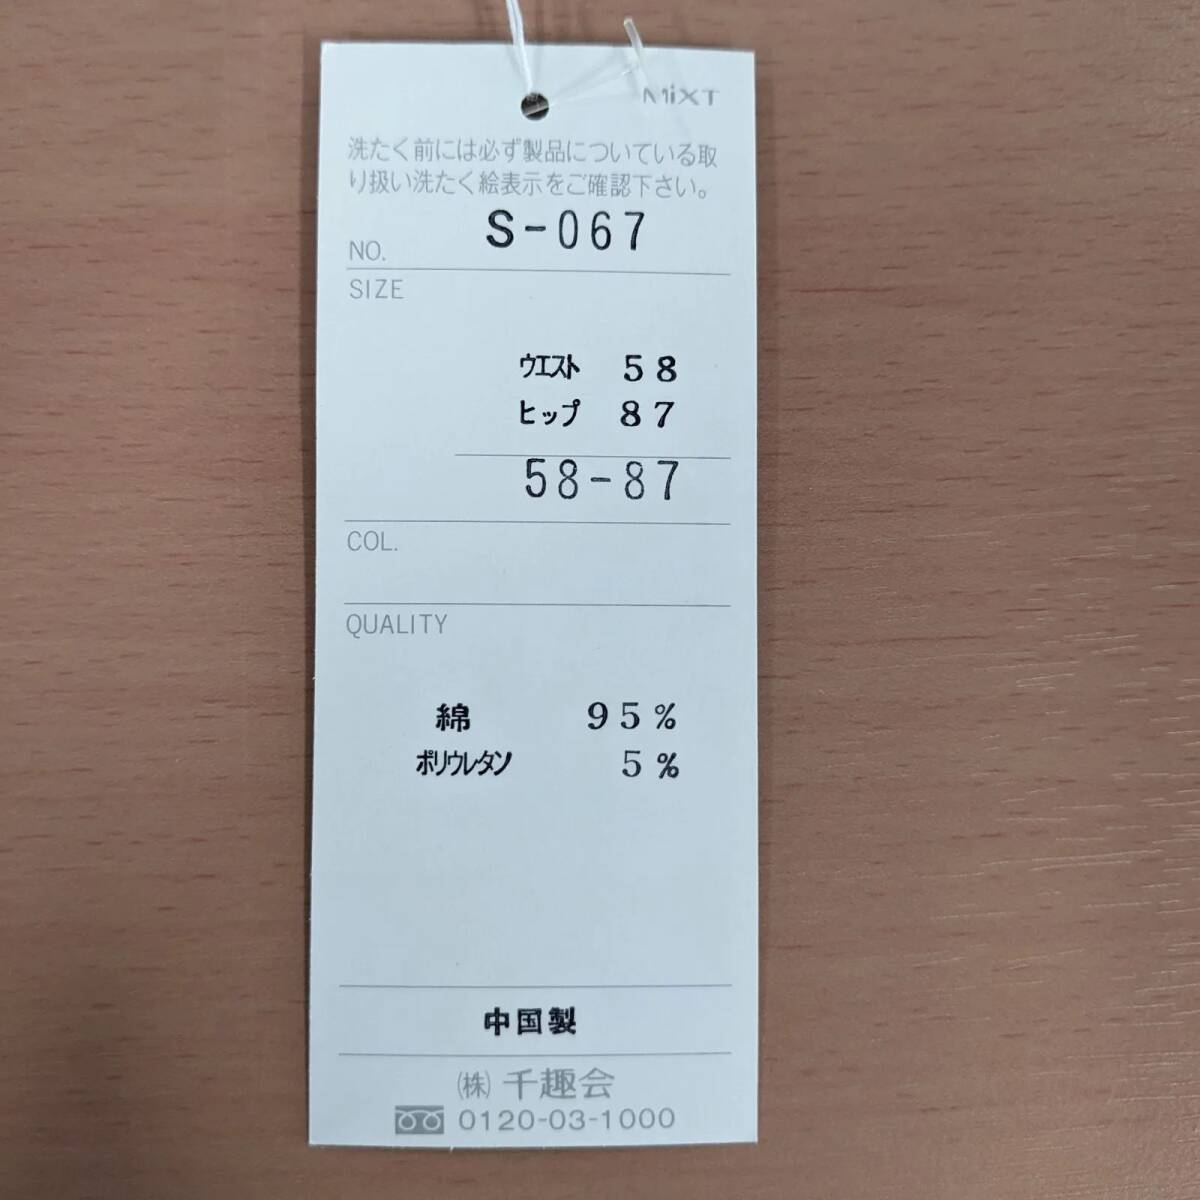 MiXT
洗たく前には必ず製品についている取
り扱い洗たく絵表示をご確認下さい。
NO. S-067
SIZE
ウエスト 58
ヒップ 87
58-87
COL.
QUALITY
綿 95%
ポリウレタン 5%
中国製
(株)千趣会
0120-03-1000